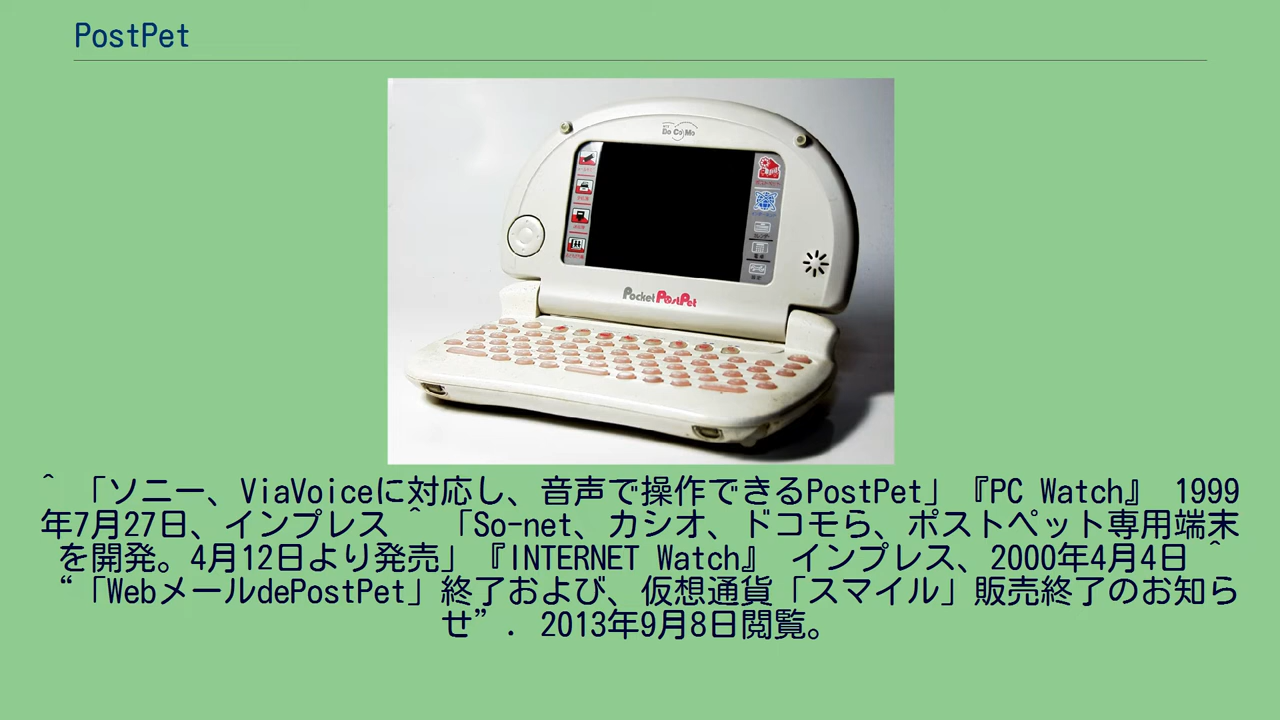 PostPet
Do Co Mo
Pocket PostPet
^ 「ソニー、ViaVoiceに対応し、音声で操作できるPostPet」『PC Watch』 1999
年7月27日、インプレス ^ 「So-net、カシオ、ドコモら、ポストペット専用端末
を開発。4月12日より発売」『INTERNET Watch』 インプレス、2000年4月4日 ^
“「WebメールdePostPet」終了および、仮想通貨「スマイル」販売終了のお知ら
せ”. 2013年9月8日閲覧。